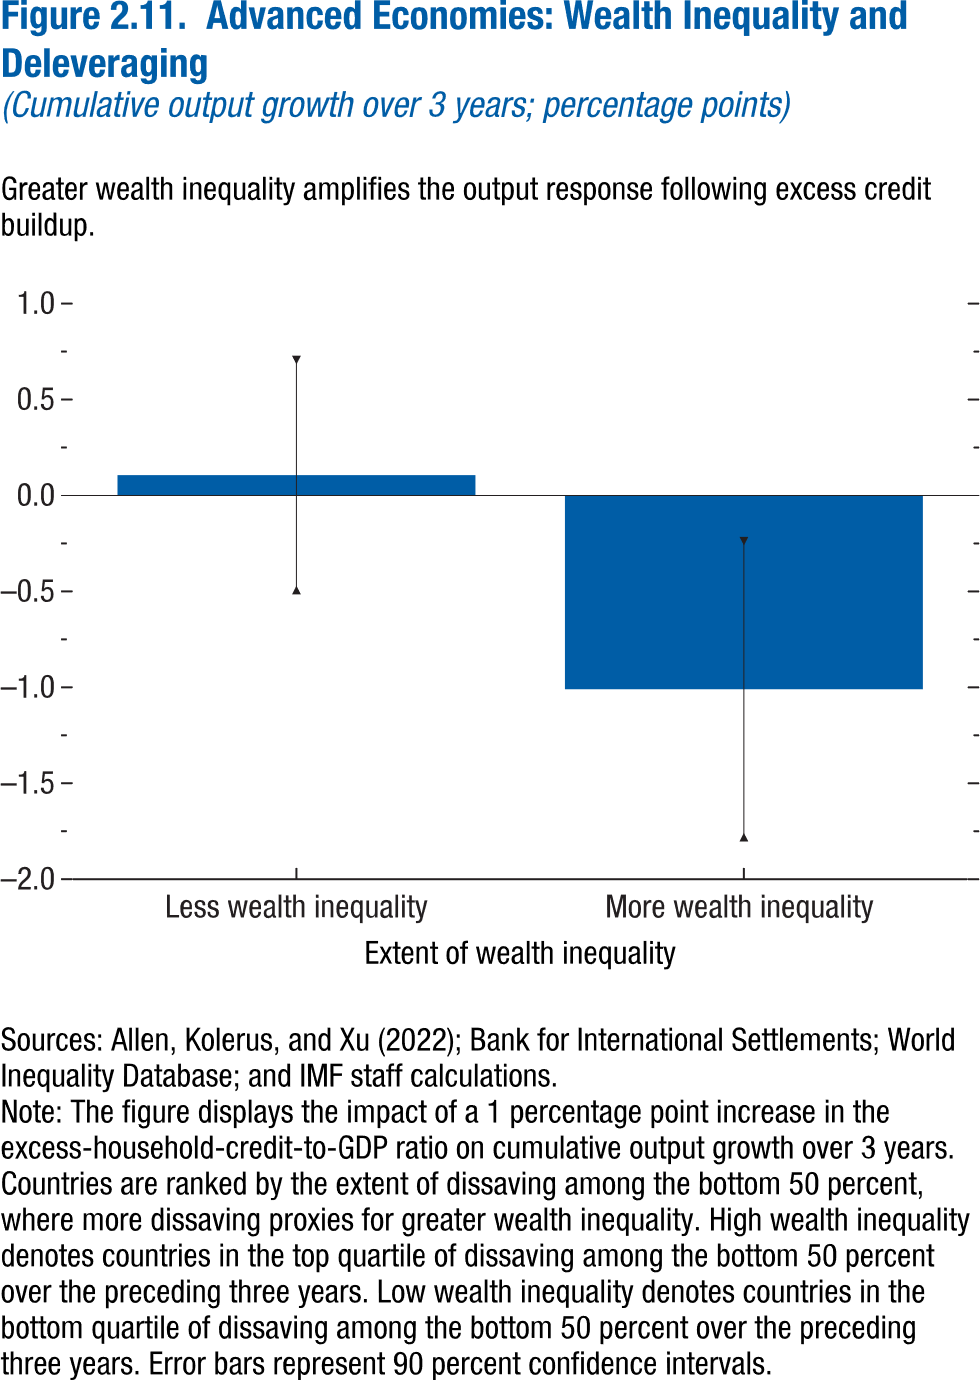 Figure 2.11.  Advanced Economies: Wealth Inequality and
Deleveraging
(Cumulative output growth over 3 years; percentage points)
Greater wealth inequality amplifies the output response following excess credit
buildup.
1.0
0.5
0.0
–0.5
–1.0
–1.5
–2.0
Less wealth inequality
More wealth inequality
Extent of wealth inequality
Sources: Allen, Kolerus, and Xu (2022); Bank for International Settlements; World
Inequality Database; and IMF staff calculations.
Note: The figure displays the impact of a 1 percentage point increase in the
excess-household-credit-to-GDP ratio on cumulative output growth over 3 years.
Countries are ranked by the extent of dissaving among the bottom 50 percent,
where more dissaving proxies for greater wealth inequality. High wealth inequality
denotes countries in the top quartile of dissaving among the bottom 50 percent
over the preceding three years. Low wealth inequality denotes countries in the
bottom quartile of dissaving among the bottom 50 percent over the preceding
three years. Error bars represent 90 percent confidence intervals.